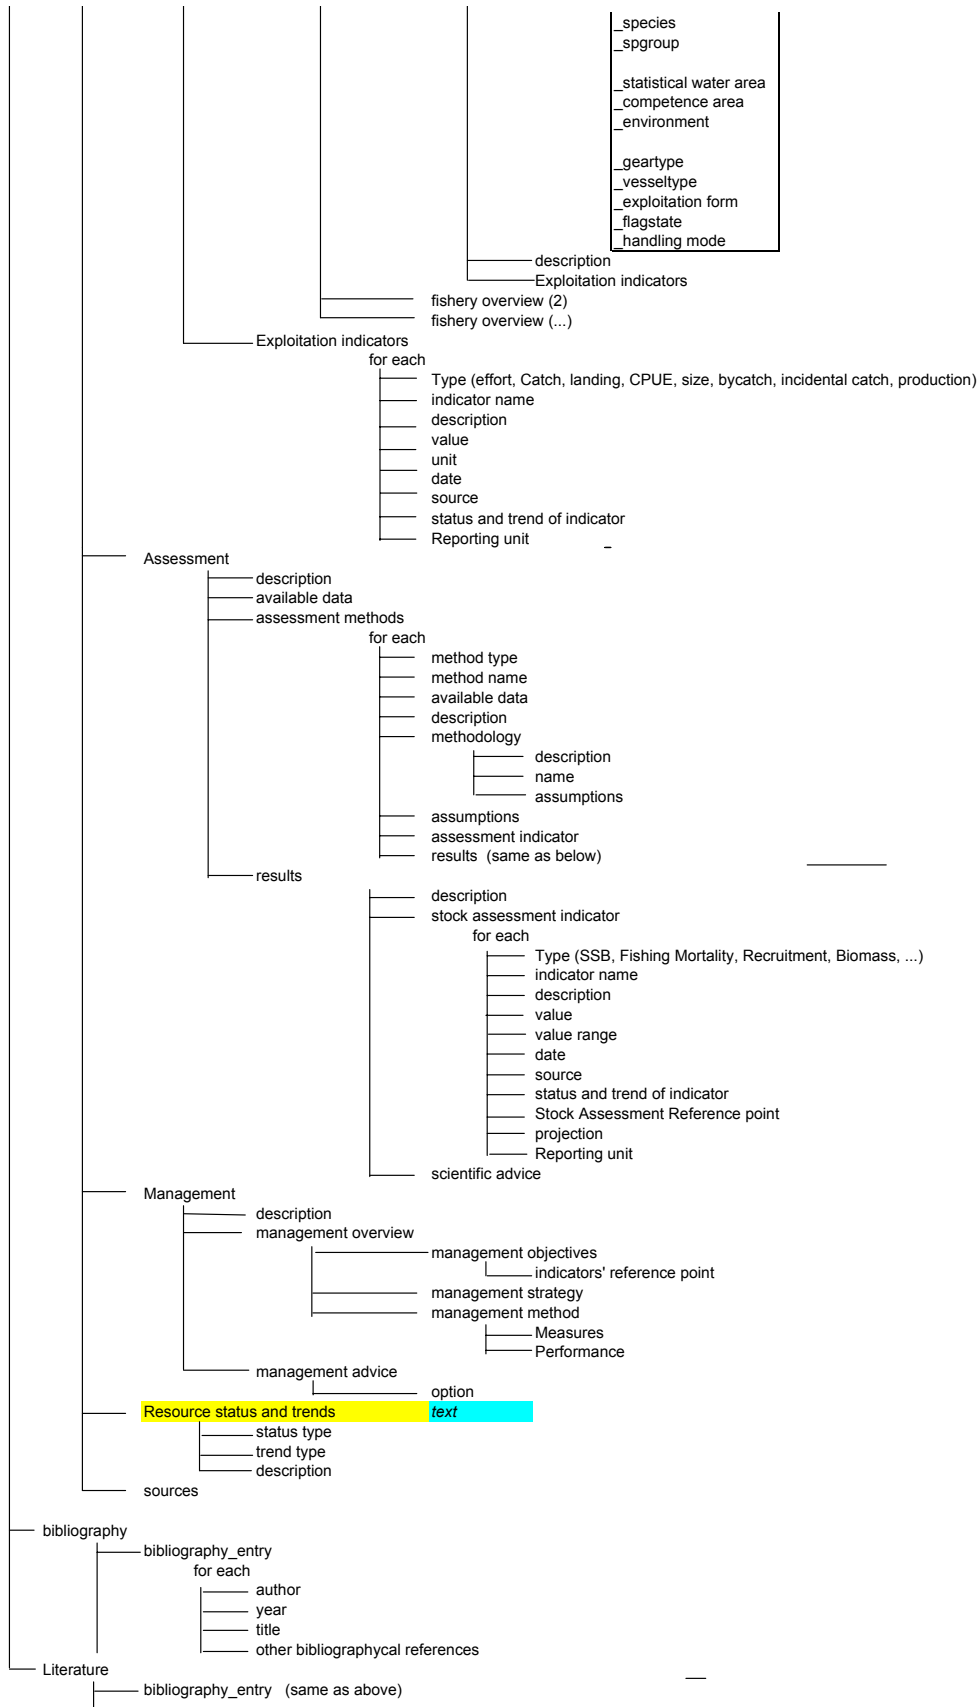 _species
_spgroup
_statistical water area
_competence area
_environment
_geartype
_vesseltype
_exploitation form
_flagstate
_handling mode
description
Exploitation indicators
fishery overview (2)
fishery overview (...)
Exploitation indicators
for each
Type (effort, Catch, landing, CPUE, size, bycatch, incidental catch, production)
indicator name
description
value
unit
date
source
status and trend of indicator
Reporting unit
Assessment
description
available data
assessment methods
for each
method type
method name
available data
description
methodology
description
name
assumptions
assumptions
assessment indicator
results (same as below)
results
description
stock assessment indicator
for each
Type (SSB, Fishing Mortality, Recruitment, Biomass, ...)
indicator name
description
value
value range
date
source
status and trend of indicator
Stock Assessment Reference point
projection
Reporting unit
scientific advice
Management
description
management overview
management objectives
indicators' reference point
management strategy
management method
Measures
Performance
management advice
option
Resource status and trends text
status type
trend type
description
sources
bibliography
bibliography_entry
for each
author
year
title
other bibliographycal references
Literature
bibliography_entry (same as above)